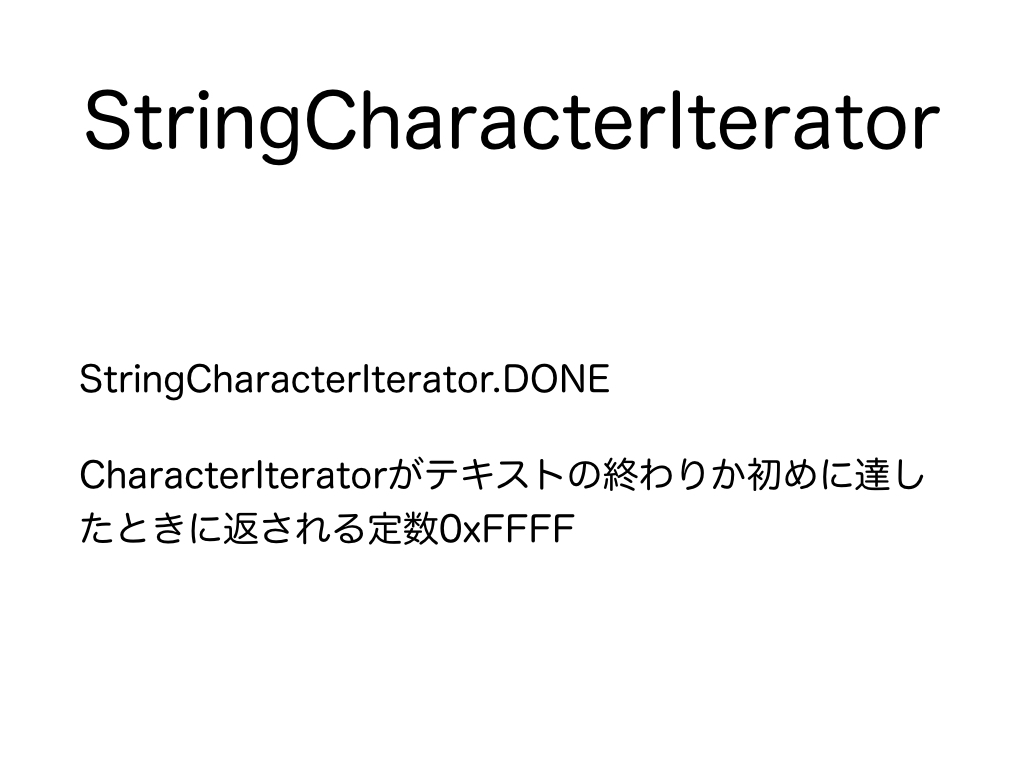 StringCharacterIterator
StringCharacterIterator.DONE
CharacterIteratorがテキストの終わりか初めに達し
たときに返される定数0xFFFF